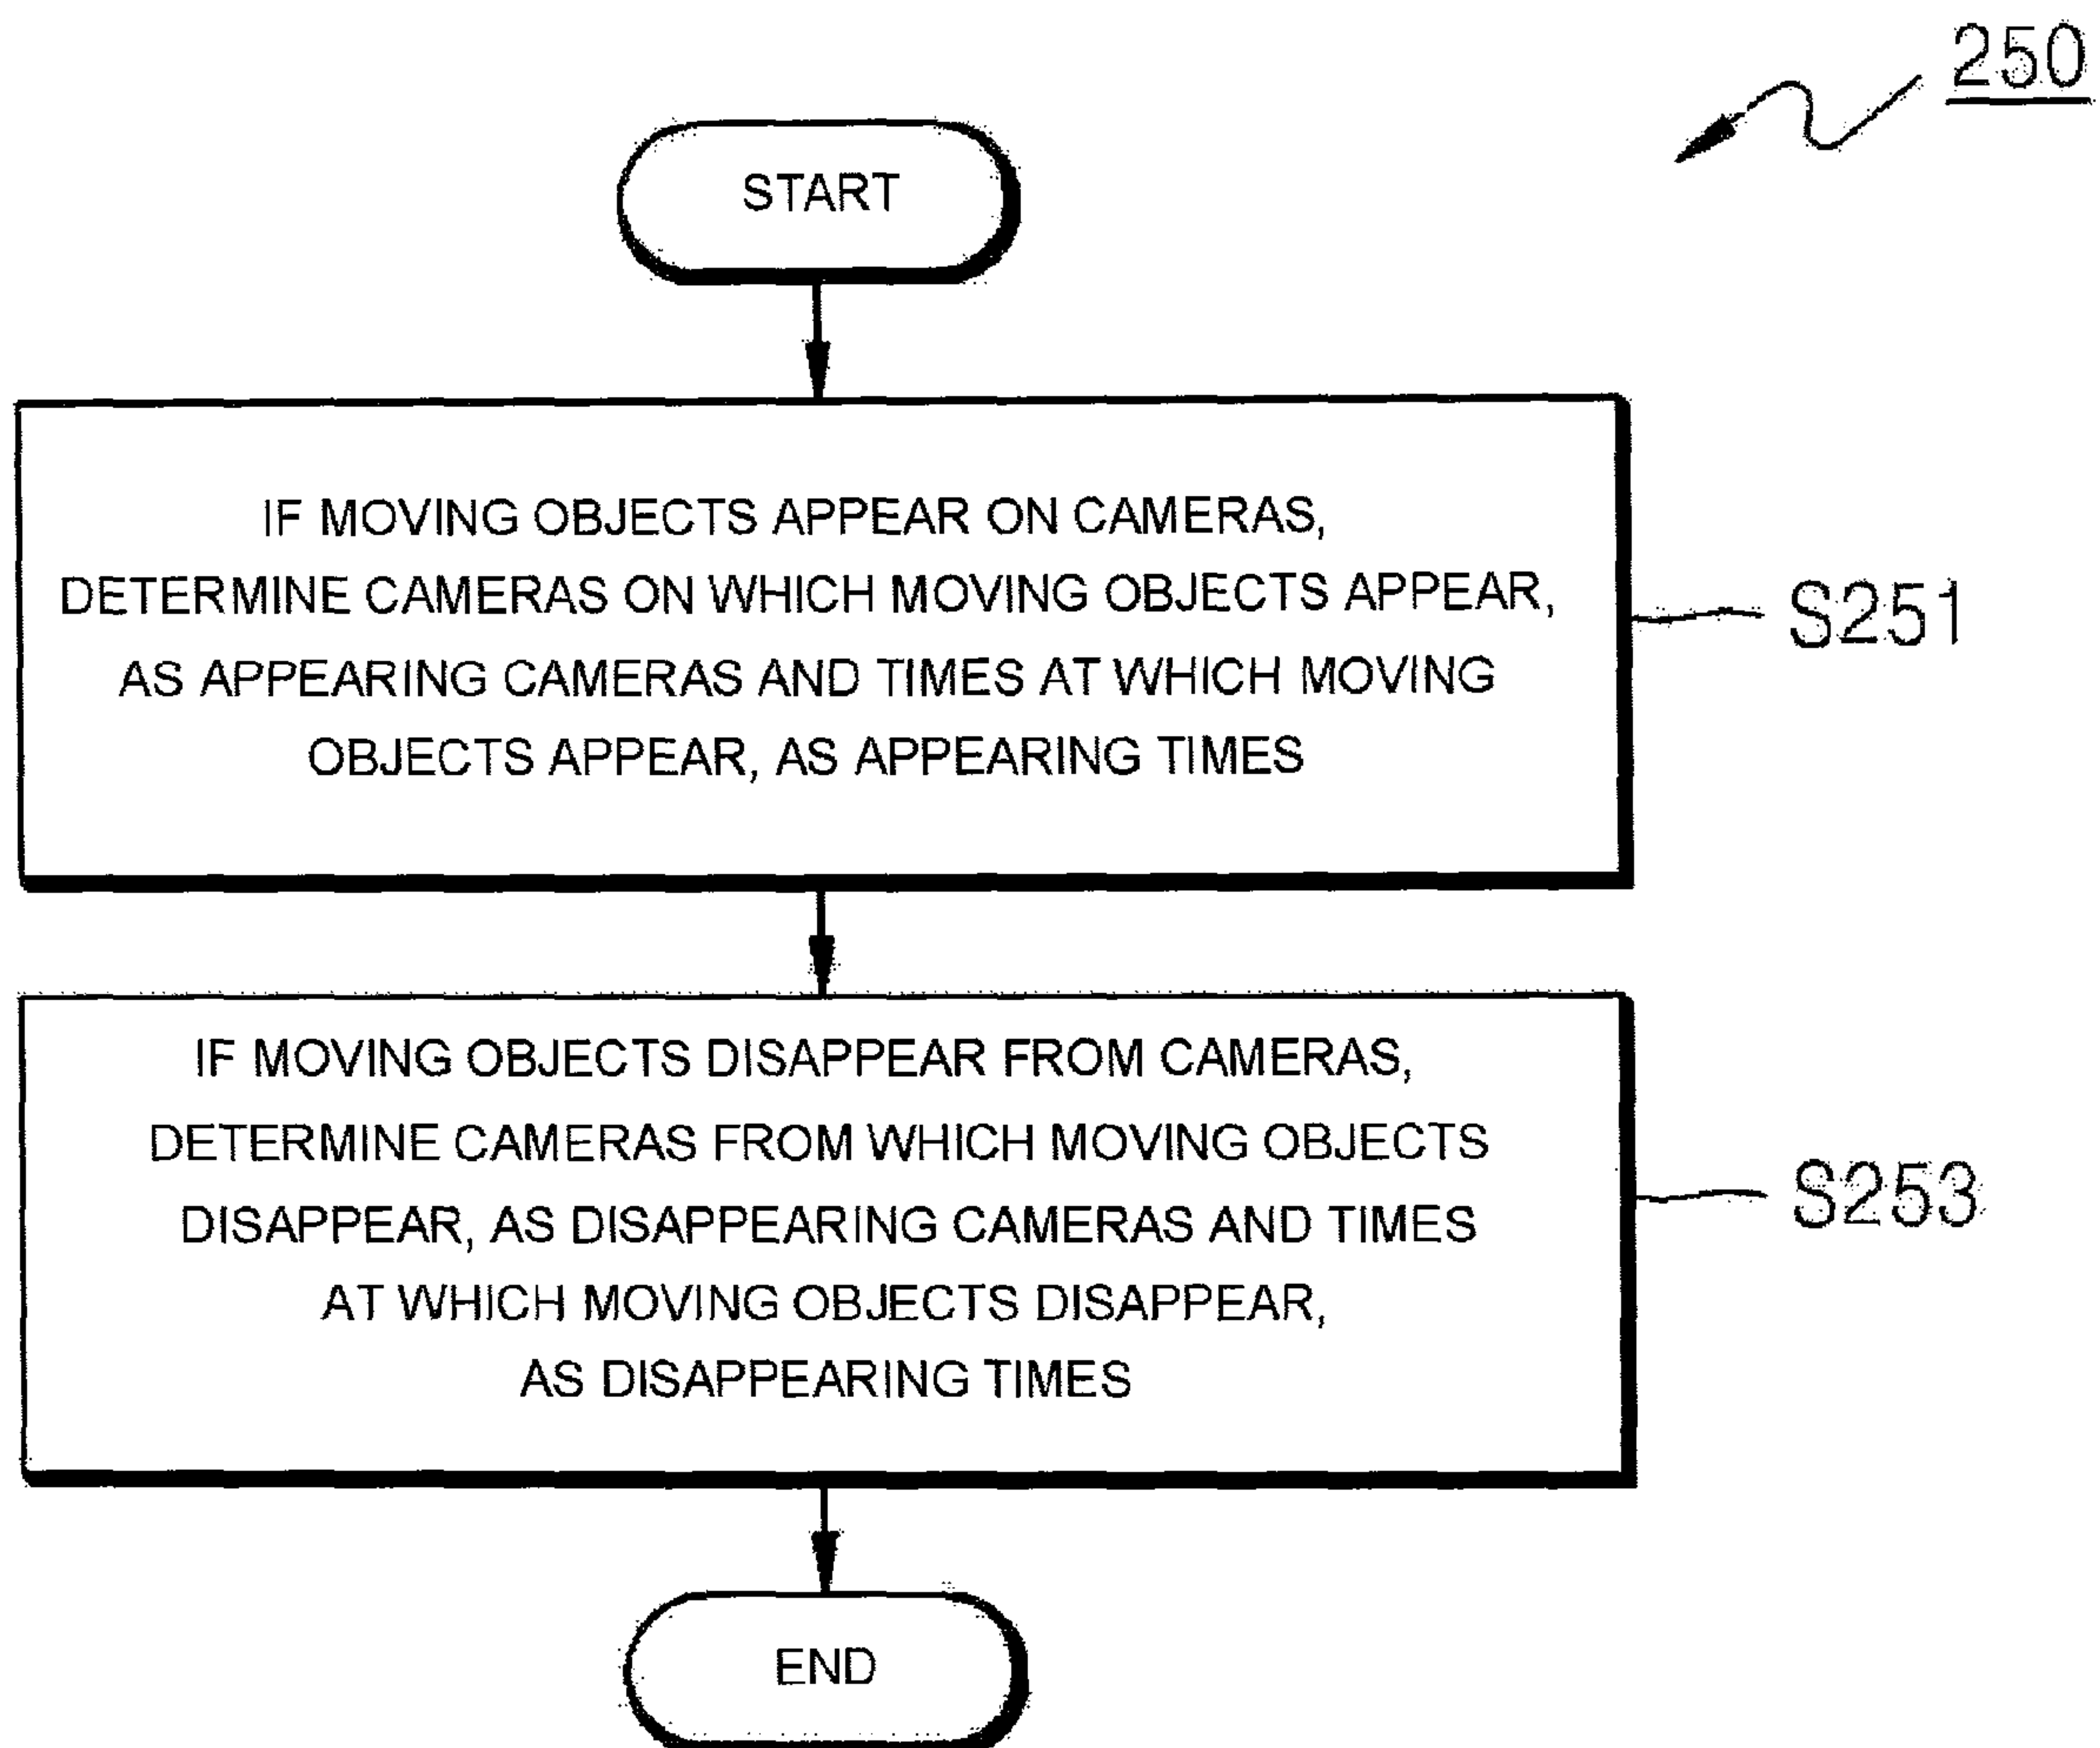 250
START
IF MOVING OBJECTS APPEAR ON CAMERAS,
DETERMINE CAMERAS ON WHICH MOVING OBJECTS APPEAR,
AS APPEARING CAMERAS AND TIMES AT WHICH MOVING
OBJECTS APPEAR, AS APPEARING TIMES
S251
IF MOVING OBJECTS DISAPPEAR FROM CAMERAS,
DETERMINE CAMERAS FROM WHICH MOVING OBJECTS
DISAPPEAR, AS DISAPPEARING CAMERAS AND TIMES
AT WHICH MOVING OBJECTS DISAPPEAR,
AS DISAPPEARING TIMES
S253
END